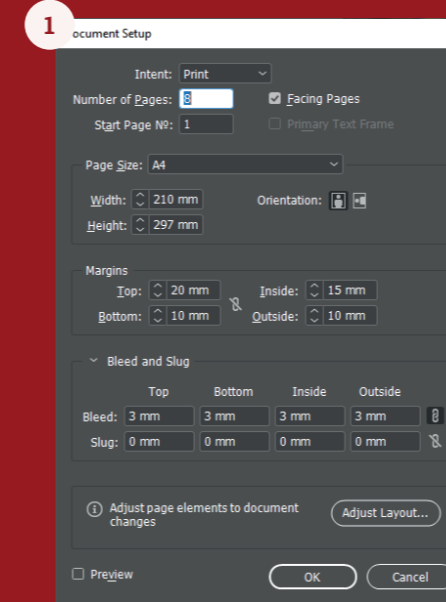 1
ocument Setup
Intent: Print
Number of Pages: 8 Facing Pages
Start Page №: 1 Primary Text Frame
Page Size: A4
Width: 210 mm Orientation:
Height: 297 mm
Margins
Top: 20 mm Inside: 15 mm
Bottom: 10 mm Outside: 10 mm
Bleed and Slug
Top Bottom Inside Outside
Bleed: 3 mm 3 mm 3 mm 3 mm
Slug: 0 mm 0 mm 0 mm 0 mm
Adjust page elements to document
changes
Adjust Layout...
Preview OK Cancel